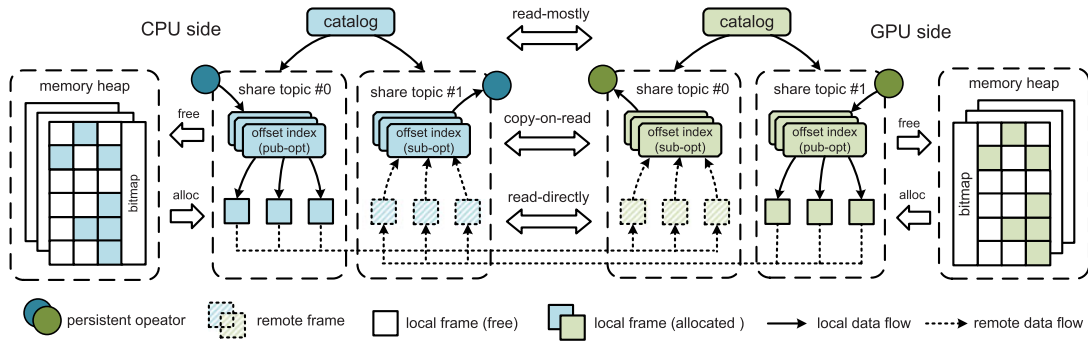 CPU side
catalog
read-mostly
catalog
GPU side
memory heap
bitmap
free
alloc
share topic #0
offset index
(pub-opt)
share topic #1
offset index
(sub-opt)
copy-on-read
read-directly
share topic #0
offset index
(sub-opt)
share topic #1
offset index
(pub-opt)
free
alloc
memory heap
bitmap
persistent opeator
remote frame
local frame (free)
local frame (allocated )
local data flow
remote data flow